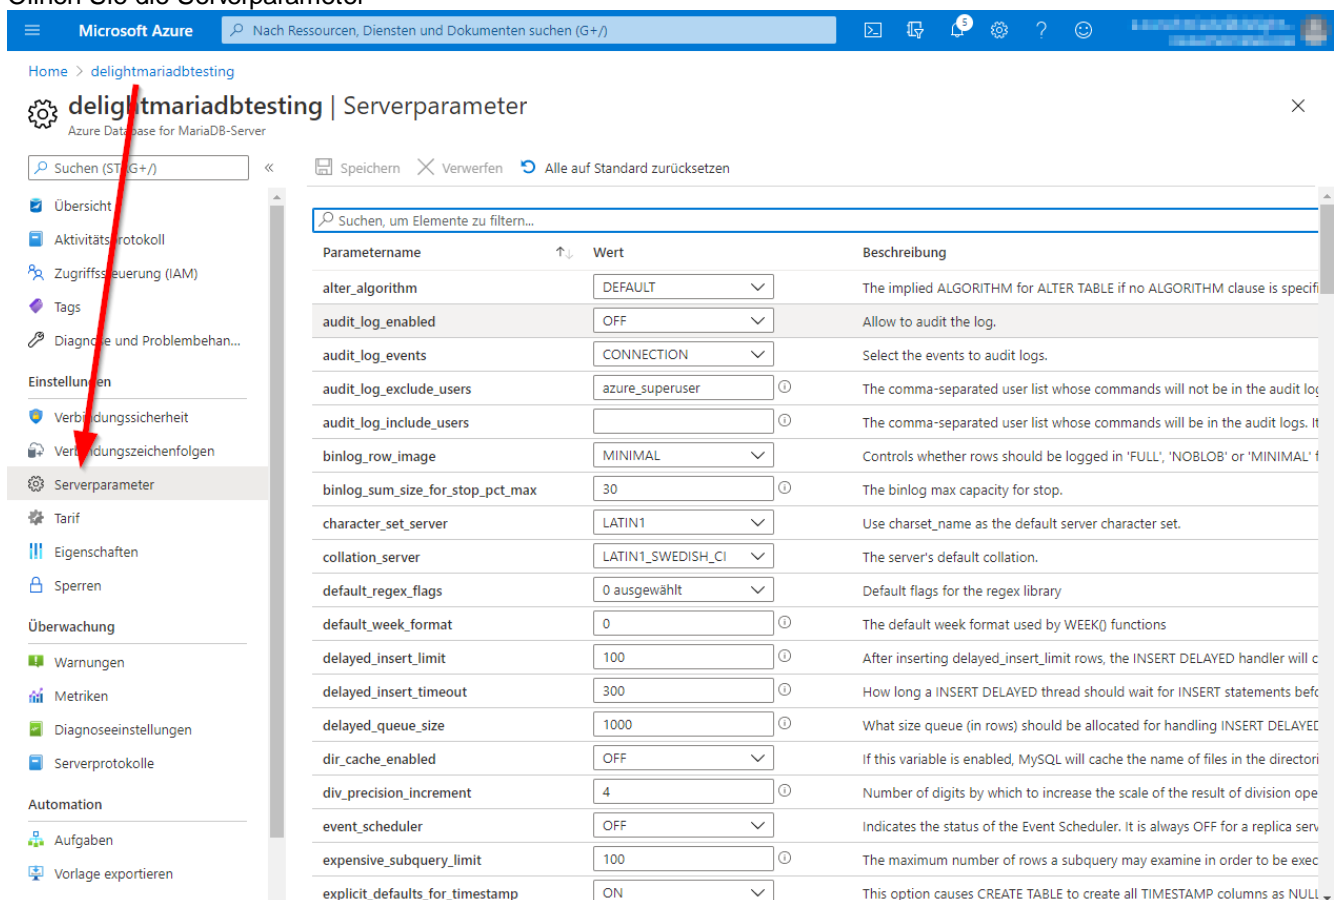 Öffnen Sie die Serverparameter
Microsoft Azure
Nach Ressourcen, Diensten und Dokumenten suchen (G+/)
5
Home > delightmariadbtesting
delightmariadbtesting | Serverparameter
Azure Database for MariaDB-Server
Suchen (STRG+/)
«
Speichern
Verwerfen
Alle auf Standard zurücksetzen
Übersicht
Aktivitätsprotokoll
Zugriffssteuerung (IAM)
Tags
Diagnose und Problembehan...
Einstellungen
Verbindungssicherheit
Verbindungszeichenfolgen
Serverparameter
Tarif
Eigenschaften
Sperren
Überwachung
Warnungen
Metriken
Diagnoseeinstellungen
Serverprotokolle
Automation
Aufgaben
Vorlage exportieren
Suchen, um Elemente zu filtern...
Parametername ↑↓ Wert Beschreibung
alter_algorithm DEFAULT The implied ALGORITHM for ALTER TABLE if no ALGORITHM clause is specifi
audit_log_enabled OFF Allow to audit the log.
audit_log_events CONNECTION Select the events to audit logs.
audit_log_exclude_users azure_superuser The comma-separated user list whose commands will not be in the audit log
audit_log_include_users The comma-separated user list whose commands will be in the audit logs. It
binlog_row_image MINIMAL Controls whether rows should be logged in 'FULL', 'NOBLOB' or 'MINIMAL' f
binlog_sum_size_for_stop_pct_max 30 The binlog max capacity for stop.
character_set_server LATIN1 Use charset_name as the default server character set.
collation_server LATIN1_SWEDISH_CI The server's default collation.
default_regex_flags 0 ausgewählt Default flags for the regex library
default_week_format 0 The default week format used by WEEK() functions
delayed_insert_limit 100 After inserting delayed_insert_limit rows, the INSERT DELAYED handler will c
delayed_insert_timeout 300 How long a INSERT DELAYED thread should wait for INSERT statements befo
delayed_queue_size 1000 What size queue (in rows) should be allocated for handling INSERT DELAYED
dir_cache_enabled OFF If this variable is enabled, MySQL will cache the name of files in the directori
div_precision_increment 4 Number of digits by which to increase the scale of the result of division ope
event_scheduler OFF Indicates the status of the Event Scheduler. It is always OFF for a replica serv
expensive_subquery_limit 100 The maximum number of rows a subquery may examine in order to be exec
explicit_defaults_for_timestamp ON This option causes CREATE TABLE to create all TIMESTAMP columns as NULL